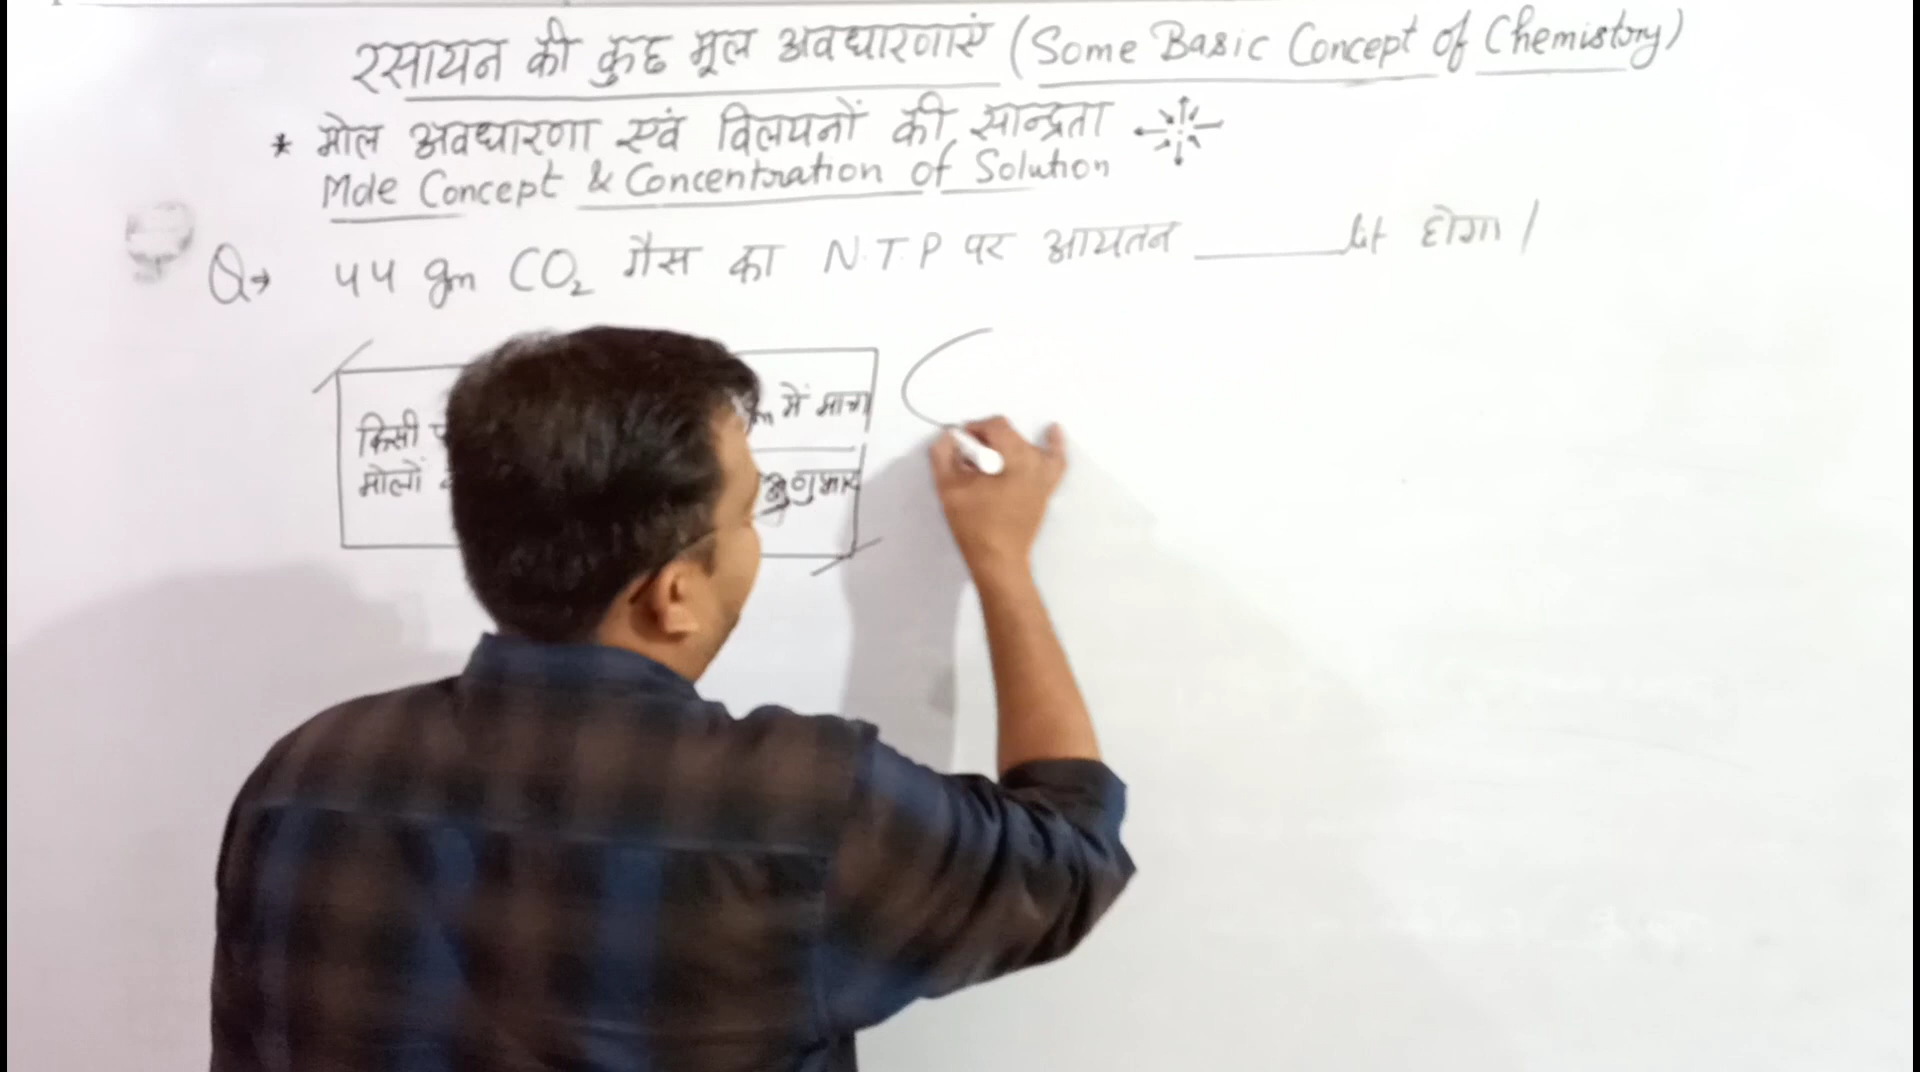 रसायन की कुछ मूल अवधारणाएं (Some Basic Concept of Chemistry)
* मोल अवधारणा एवं विलयनों की सान्द्रता
Mole Concept & Concentration of Solution
Q→ 44 gm CO₂ गैस का N.T.P पर आयतन ______ lit होगा।
किसी में मात्रा
मोलों अणुभार